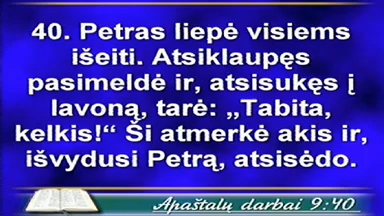 40. Petras liepė visiems
išeiti. Atsiklaupęs
pasimeldė ir, atsisukęs į
lavoną, tarė: „Tabita,
kelkis!“ Ši atmerkė akis ir,
išvydusi Petrą, atsisėdo.
Apaštalų darbai 9:40